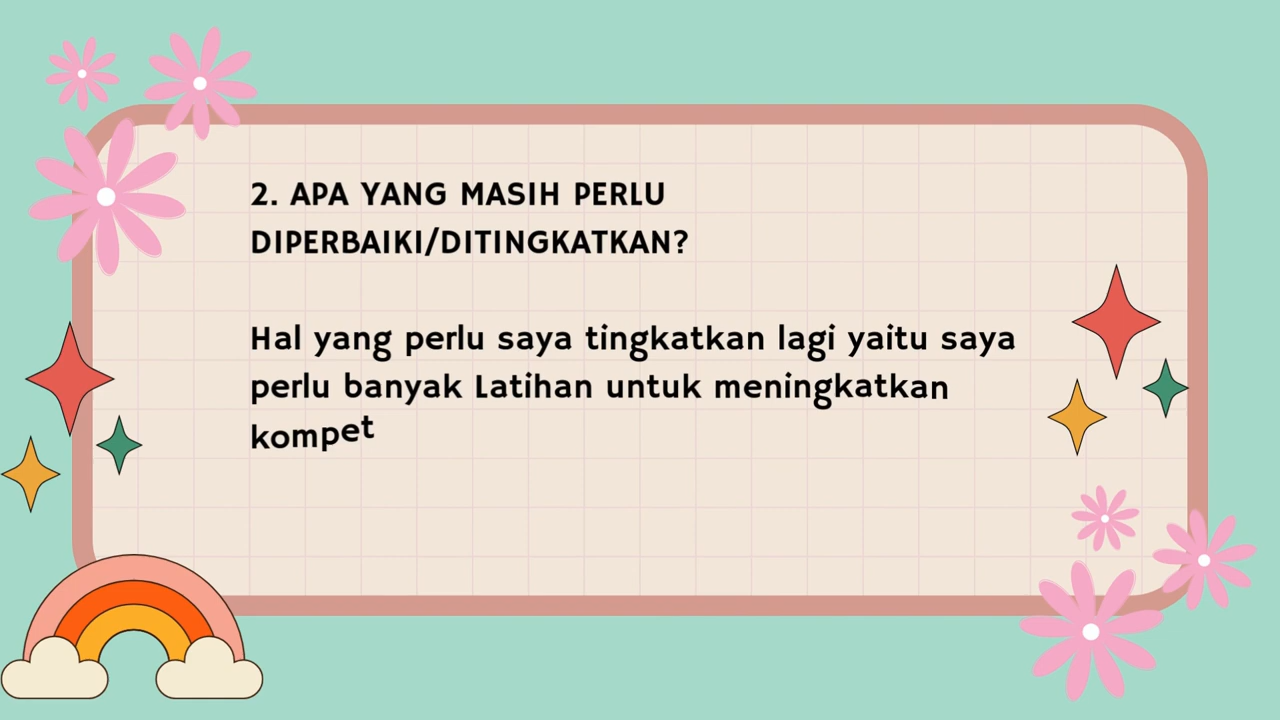 2. APA YANG MASIH PERLU
DIPERBAIKI/DITINGKATKAN?
Hal yang perlu saya tingkatkan lagi yaitu saya
perlu banyak Latihan untuk meningkatkan
kompet